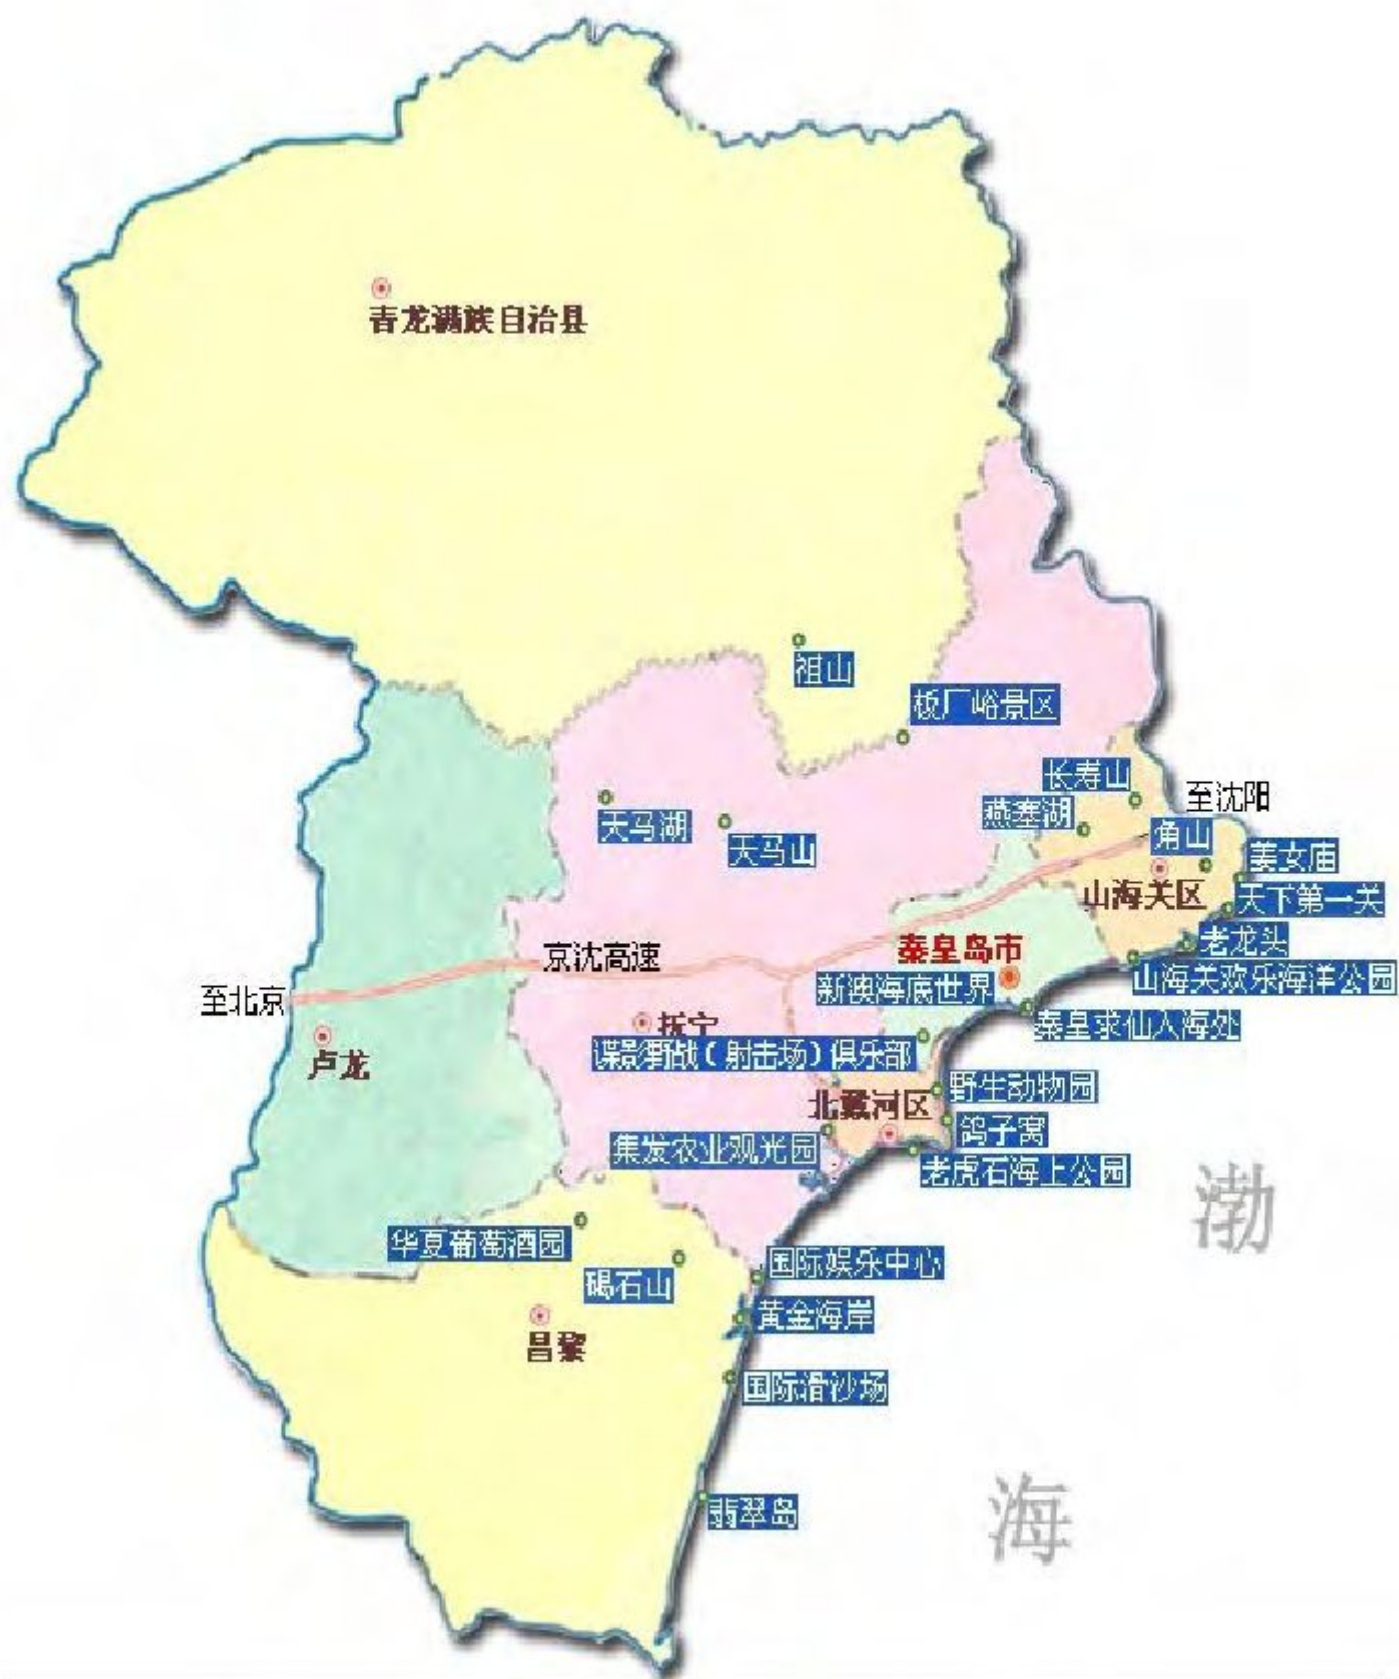 青龙满族自治县
祖山
板厂峪景区
长寿山
至沈阳
燕塞湖
天马湖
天马山
角山
姜女庙
山海关区
天下第一关
秦皇岛市
老龙头
京沈高速
山海关欢乐海洋公园
新澳海底世界
至北京
抚宁
秦皇求仙入海处
谍影野战(射击场)俱乐部
卢龙
野生动物园
北戴河区
鸽子窝
集发农业观光园
老虎石海上公园
渤
华夏葡萄酒园
国际娱乐中心
碣石山
黄金海岸
昌黎
国际滑沙场
翡翠岛
海